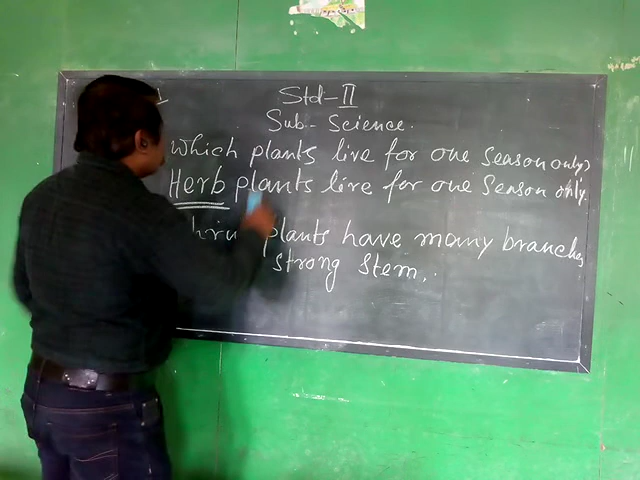 Std-II
Sub- Science.
Which plants live for one season only?
Herb plants live for one season only.
plants have many branches
strong stem.